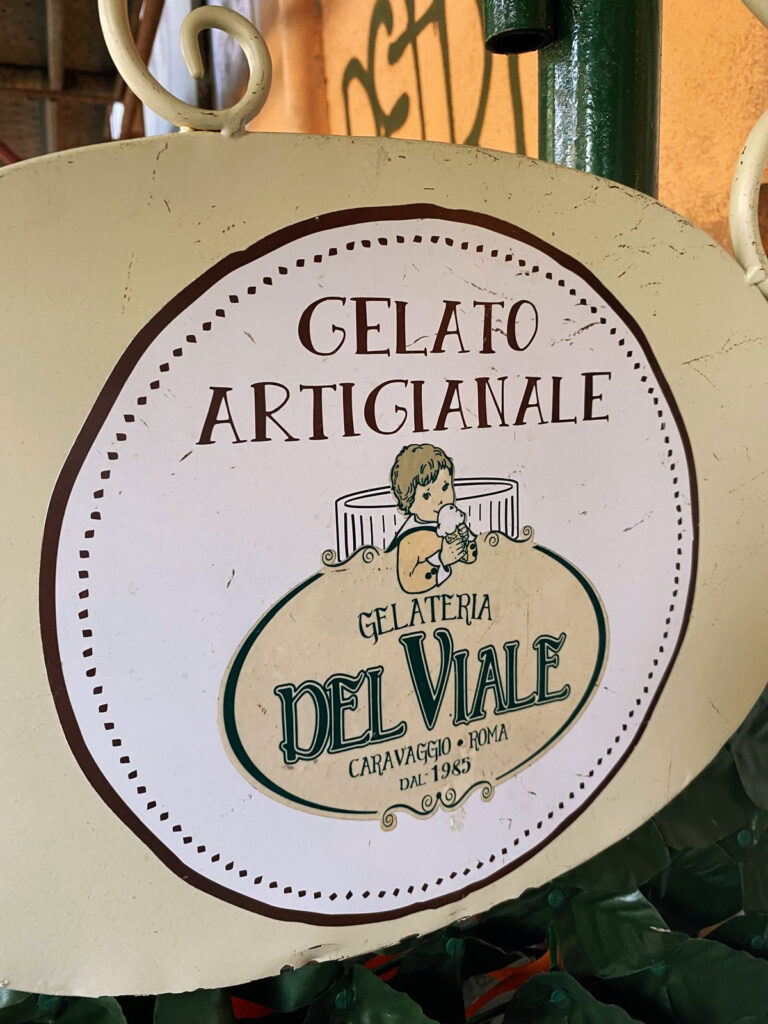 GELATO
ARTIGIANALE
GELATERIA
DEL VIALE
CARAVAGGIO • ROMA
DAL 1985